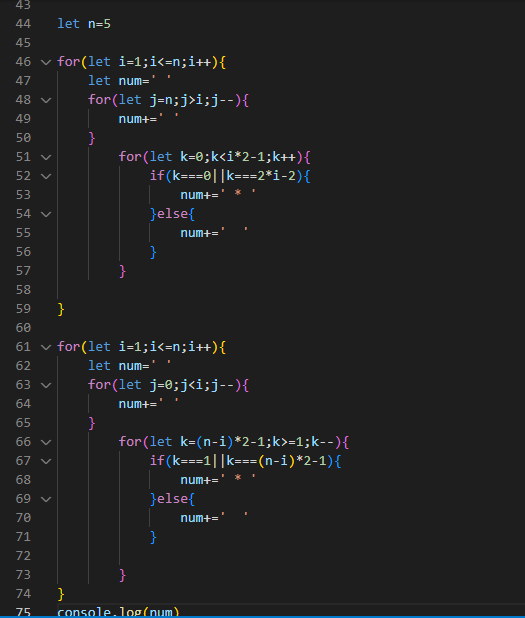 43
44 let n=5
45
46 for(let i=1;i<=n;i++){
47     let num=' '
48     for(let j=n;j>i;j--){
49         num+=' '
50     }
51         for(let k=0;k<i*2-1;k++){
52             if(k===0||k===2*i-2){
53                 num+=' * '
54             }else{
55                 num+='  '
56             }
57         }
58
59 }
60
61 for(let i=1;i<=n;i++){
62     let num=' '
63     for(let j=0;j<i;j--){
64         num+=' '
65     }
66         for(let k=(n-i)*2-1;k>=1;k--){
67             if(k===1||k===(n-i)*2-1){
68                 num+=' * '
69             }else{
70                 num+='  '
71             }
72
73         }
74 }
75 console.log(num)